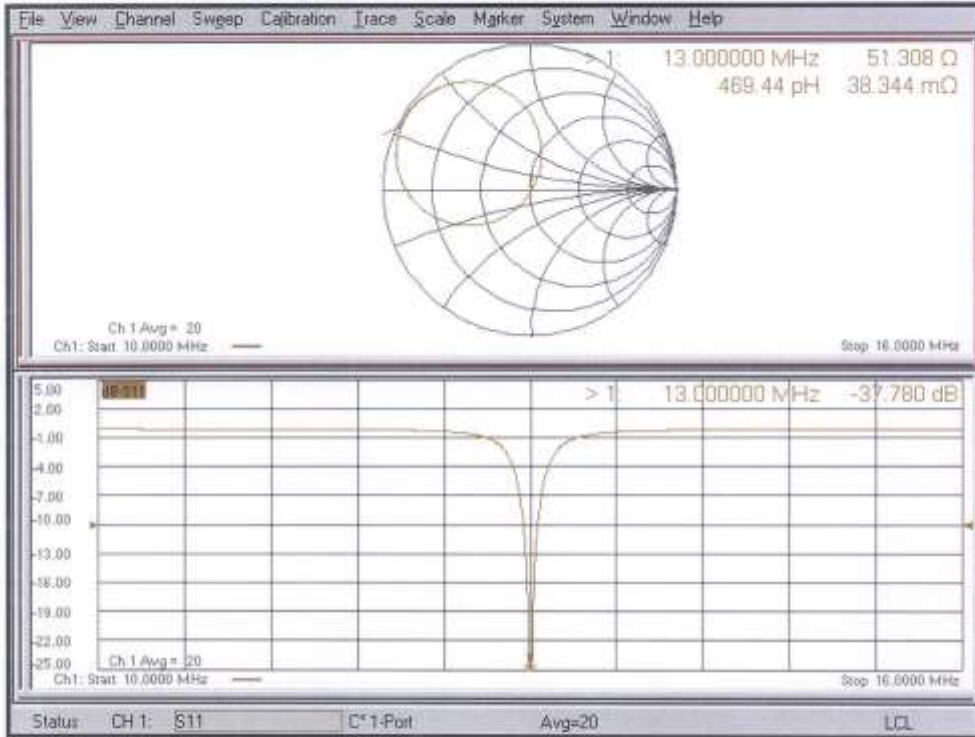 File View Channel Sweep Calibration Trace Scale Marker System Window Help
> 1: 13.000000 MHz 51.308 Ω
469.44 pH 38.344 mΩ
Ch 1 Avg = 20
Ch1: Start 10.0000 MHz
Stop 16.0000 MHz
5.00
dB S11
> 1: 13.000000 MHz -37.780 dB
2.00
-1.00
-4.00
-7.00
-10.00
-13.00
-16.00
-19.00
-22.00
-25.00
Ch 1 Avg = 20
Ch1: Start 10.0000 MHz
Stop 16.0000 MHz
Status CH 1: S11 C* 1-Port Avg=20 LCL